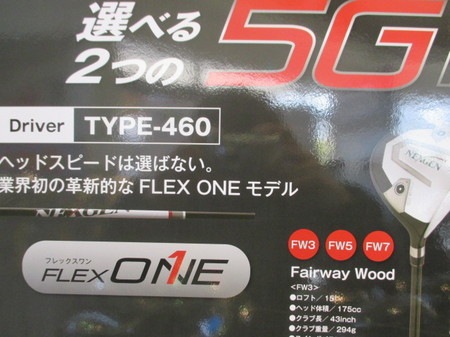 選べる
2つの
5G
Driver TYPE-460
ヘッドスピードは選ばない。
業界初の革新的な FLEX ONE モデル
NEXGEN
フレックスワン
FLEX ONE
NEXGEN
FW3 FW5 FW7
Fairway Wood
<FW3>
●ロフト/15°
●ヘッド体積/175cc
●クラブ長/43inch
●クラブ重量/294g